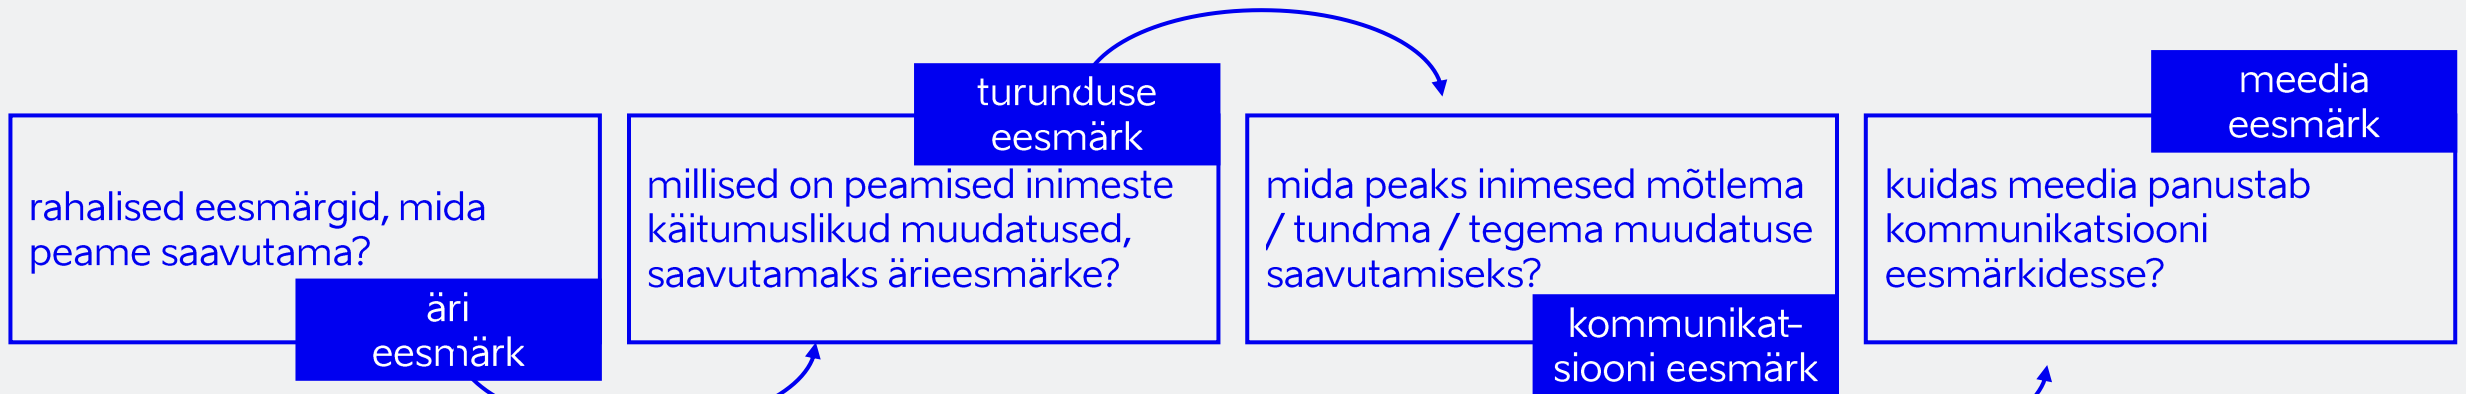 rahalised eesmärgid, mida
peame saavutama?
äri
eesmärk
turunduse
eesmärk
millised on peamised inimeste
käitumuslikud muudatused,
saavutamaks ärieesmärke?
mida peaks inimesed mõtlema
/ tundma / tegema muudatuse
saavutamiseks?
kommunikat-
siooni eesmärk
meedia
eesmärk
kuidas meedia panustab
kommunikatsiooni
eesmärkidesse?